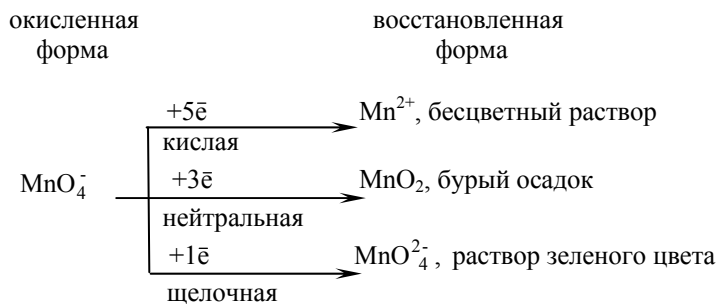 окисленная восстановленная
форма форма
+5ē Mn²⁺, бесцветный раствор
кислая
MnO₄⁻ +3ē MnO₂, бурый осадок
нейтральная
+1ē MnO₄²⁻, раствор зеленого цвета
щелочная